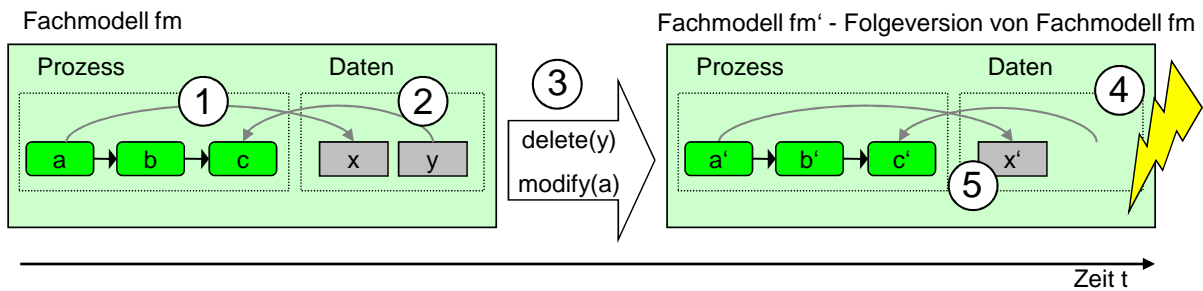 Fachmodell fm
Fachmodell fm‘ - Folgeversion von Fachmodell fm
Prozess
Daten
1
2
a
b
c
x
y
3
delete(y)
modify(a)
Prozess
Daten
4
a‘
b‘
c‘
x‘
5
Zeit t